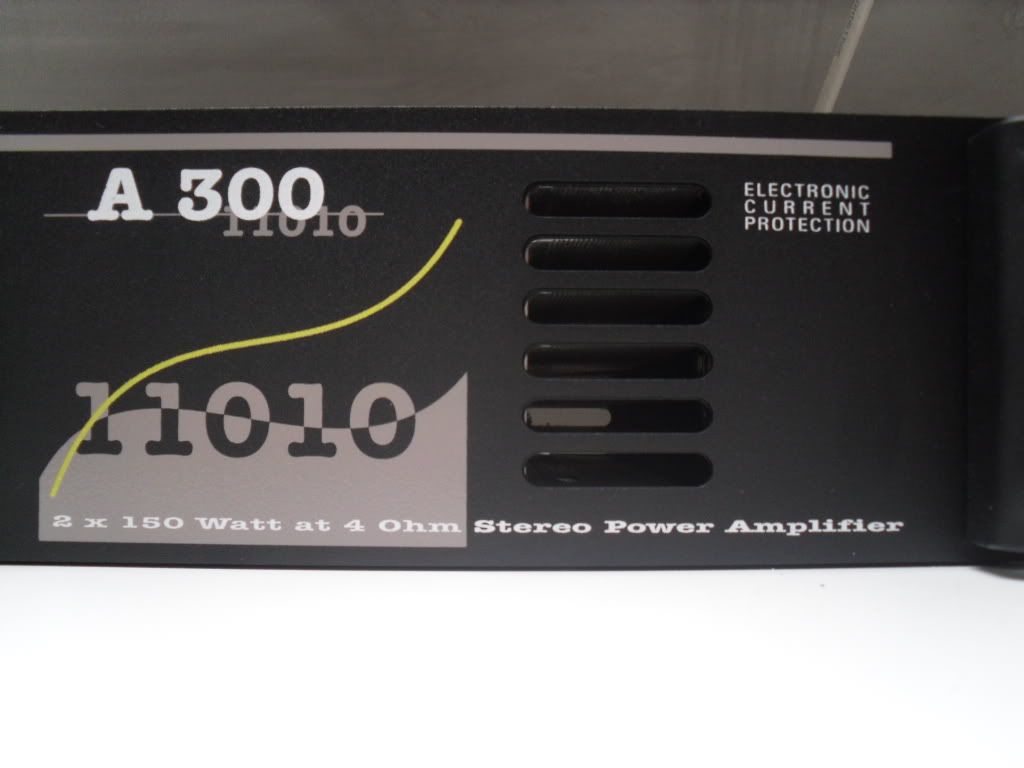 A 300
11010
ELECTRONIC
CURRENT
PROTECTION
11010
2 x 150 Watt at 4 Ohm Stereo Power Amplifier